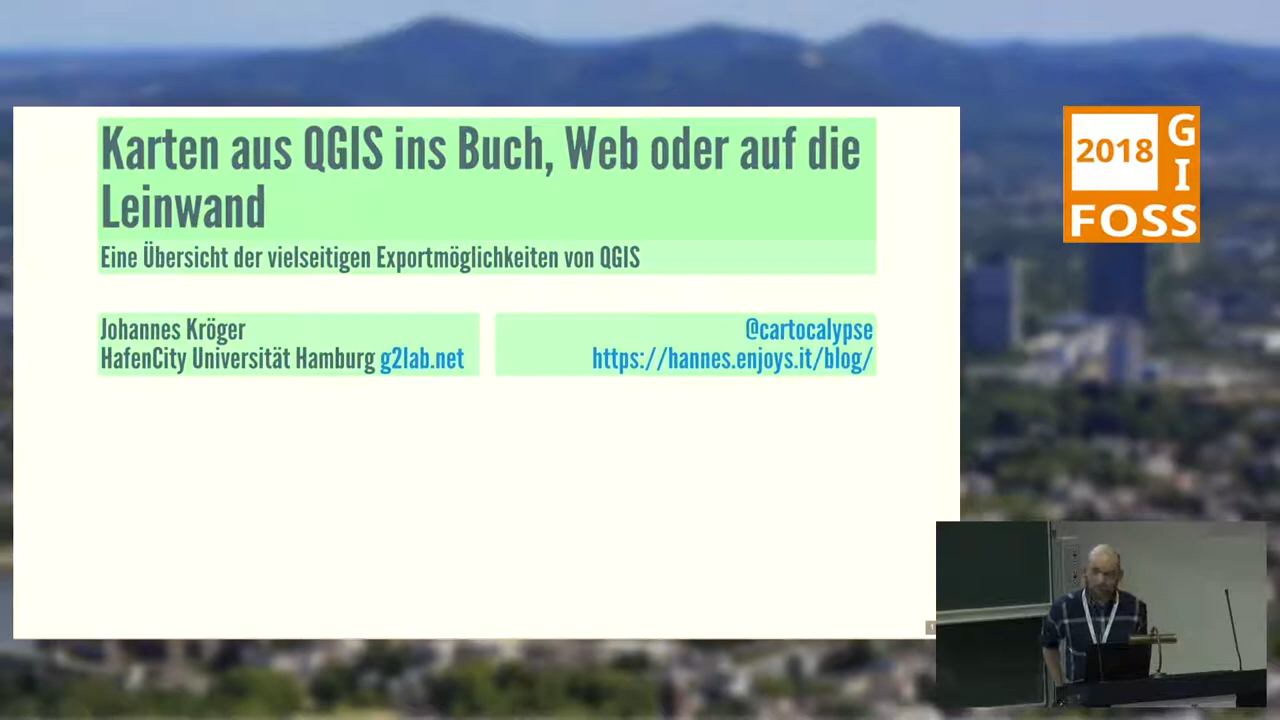 Karten aus QGIS ins Buch, Web oder auf die
Leinwand
Eine Übersicht der vielseitigen Exportmöglichkeiten von QGIS
Johannes Kröger
HafenCity Universität Hamburg g2lab.net
@cartocalypse
https://hannes.enjoys.it/blog/
2018
GI
FOSS